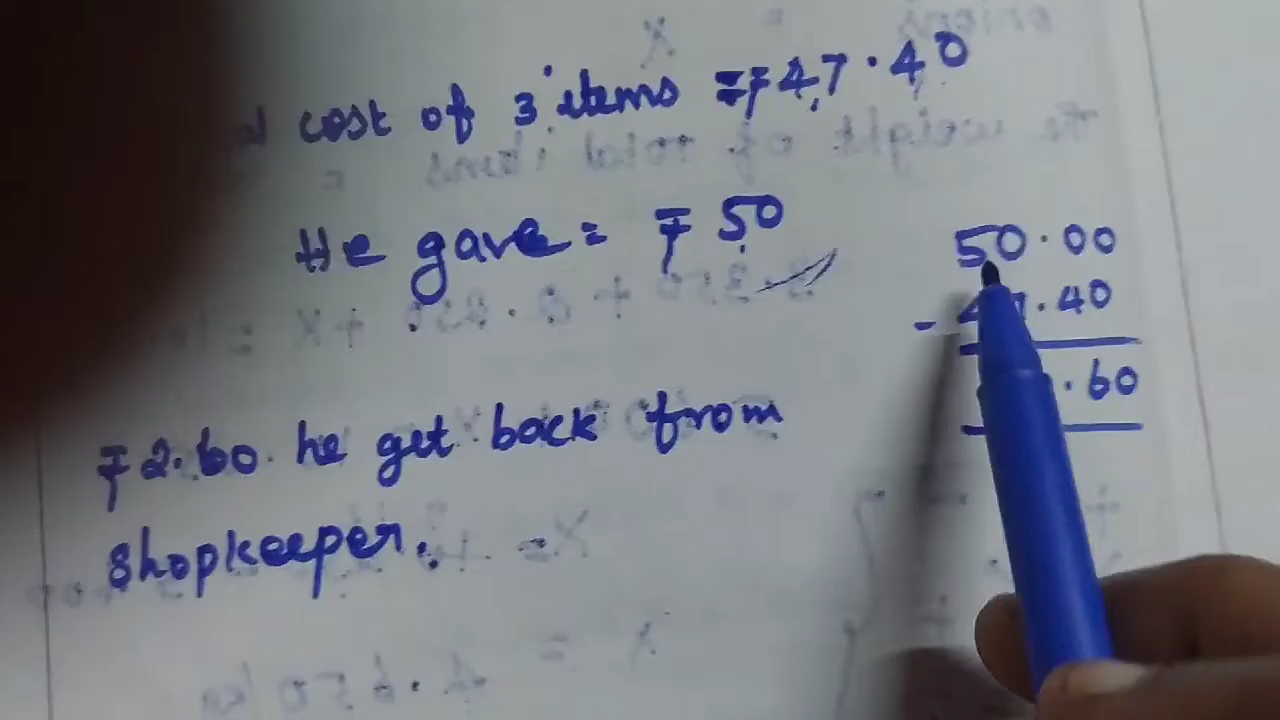 cost of 3 items = ₹47.40
He gave = ₹ 50
50.00
- 47.40
.60
₹2.60. he get back from
shopkeeper.